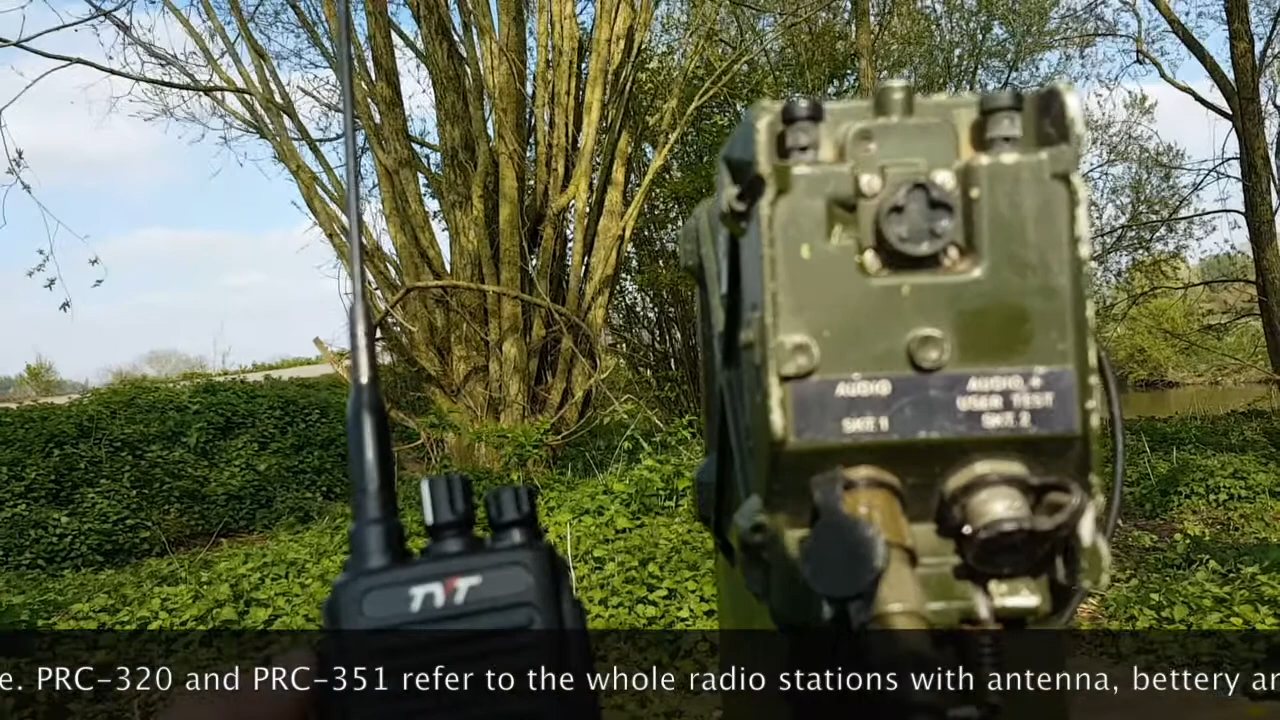 AUDIO
SKT.1
AUDIO +
USER TEST
SKT.2
TYT
e. PRC-320 and PRC-351 refer to the whole radio stations with antenna, bettery an